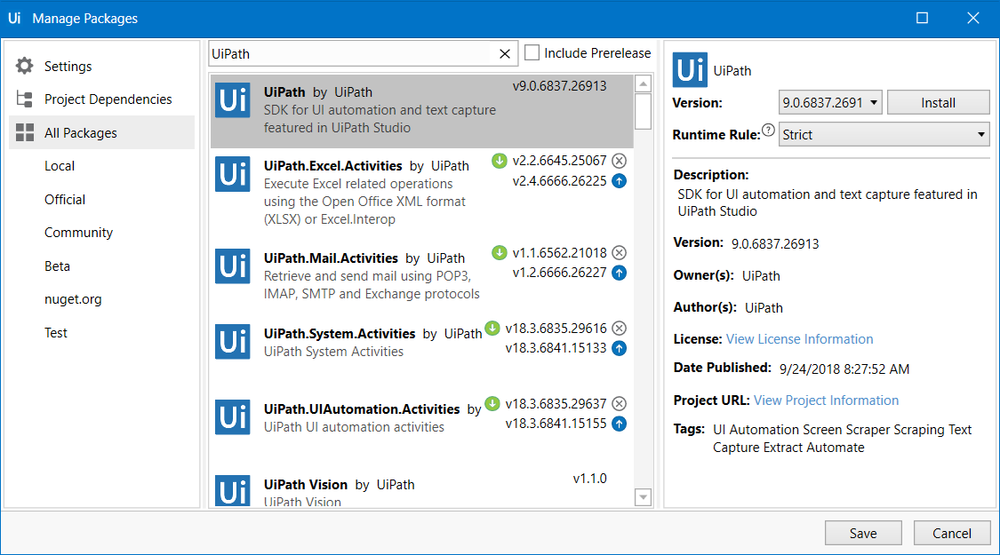 Ui Manage Packages
Settings
Project Dependencies
All Packages
Local
Official
Community
Beta
nuget.org
Test
UiPath
Include Prerelease
Ui
UiPath by UiPath
v9.0.6837.26913
SDK for UI automation and text capture
featured in UiPath Studio
Ui
UiPath.Excel.Activities by UiPath
v2.2.6645.25067
Execute Excel related operations
v2.4.6666.26225
using the Open Office XML format
(XLSX) or Excel.Interop
Ui
UiPath.Mail.Activities by UiPath
v1.1.6562.21018
Retrieve and send mail using POP3,
v1.2.6666.26227
IMAP, SMTP and Exchange protocols
Ui
UiPath.System.Activities by UiPath
v18.3.6835.29616
UiPath System Activities
v18.3.6841.15133
Ui
UiPath.UIAutomation.Activities by
v18.3.6835.29637
UiPath UI automation activities
v18.3.6841.15155
Ui
UiPath Vision by UiPath
v1.1.0
UiPath Vision
Ui UiPath
Version: 9.0.6837.2691 Install
Runtime Rule: ? Strict
Description:
SDK for UI automation and text capture featured in
UiPath Studio
Version: 9.0.6837.26913
Owner(s): UiPath
Author(s): UiPath
License: View License Information
Date Published: 9/24/2018 8:27:52 AM
Project URL: View Project Information
Tags: UI Automation Screen Scraper Scraping Text
Capture Extract Automate
Save
Cancel